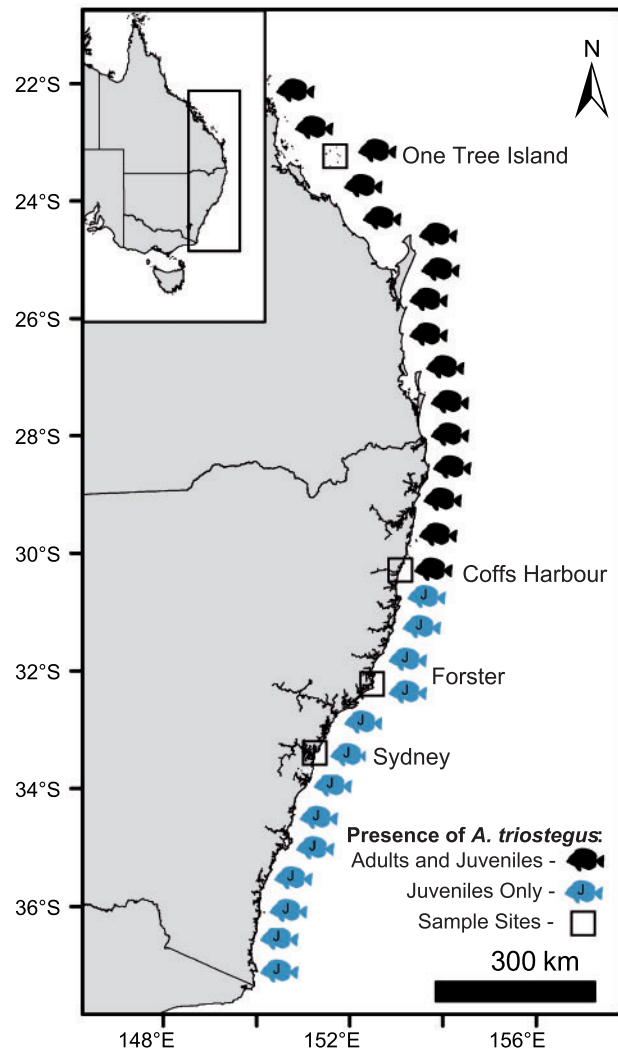 N
22°S
24°S
26°S
28°S
30°S
32°S
34°S
36°S
One Tree Island
Coffs Harbour
J
J
J
Forster
J
J
Sydney
J
J
J
J
J
J
J
J
Presence of A. triostegus:
Adults and Juveniles -
Juveniles Only - J
Sample Sites -
300 km
148°E
152°E
156°E